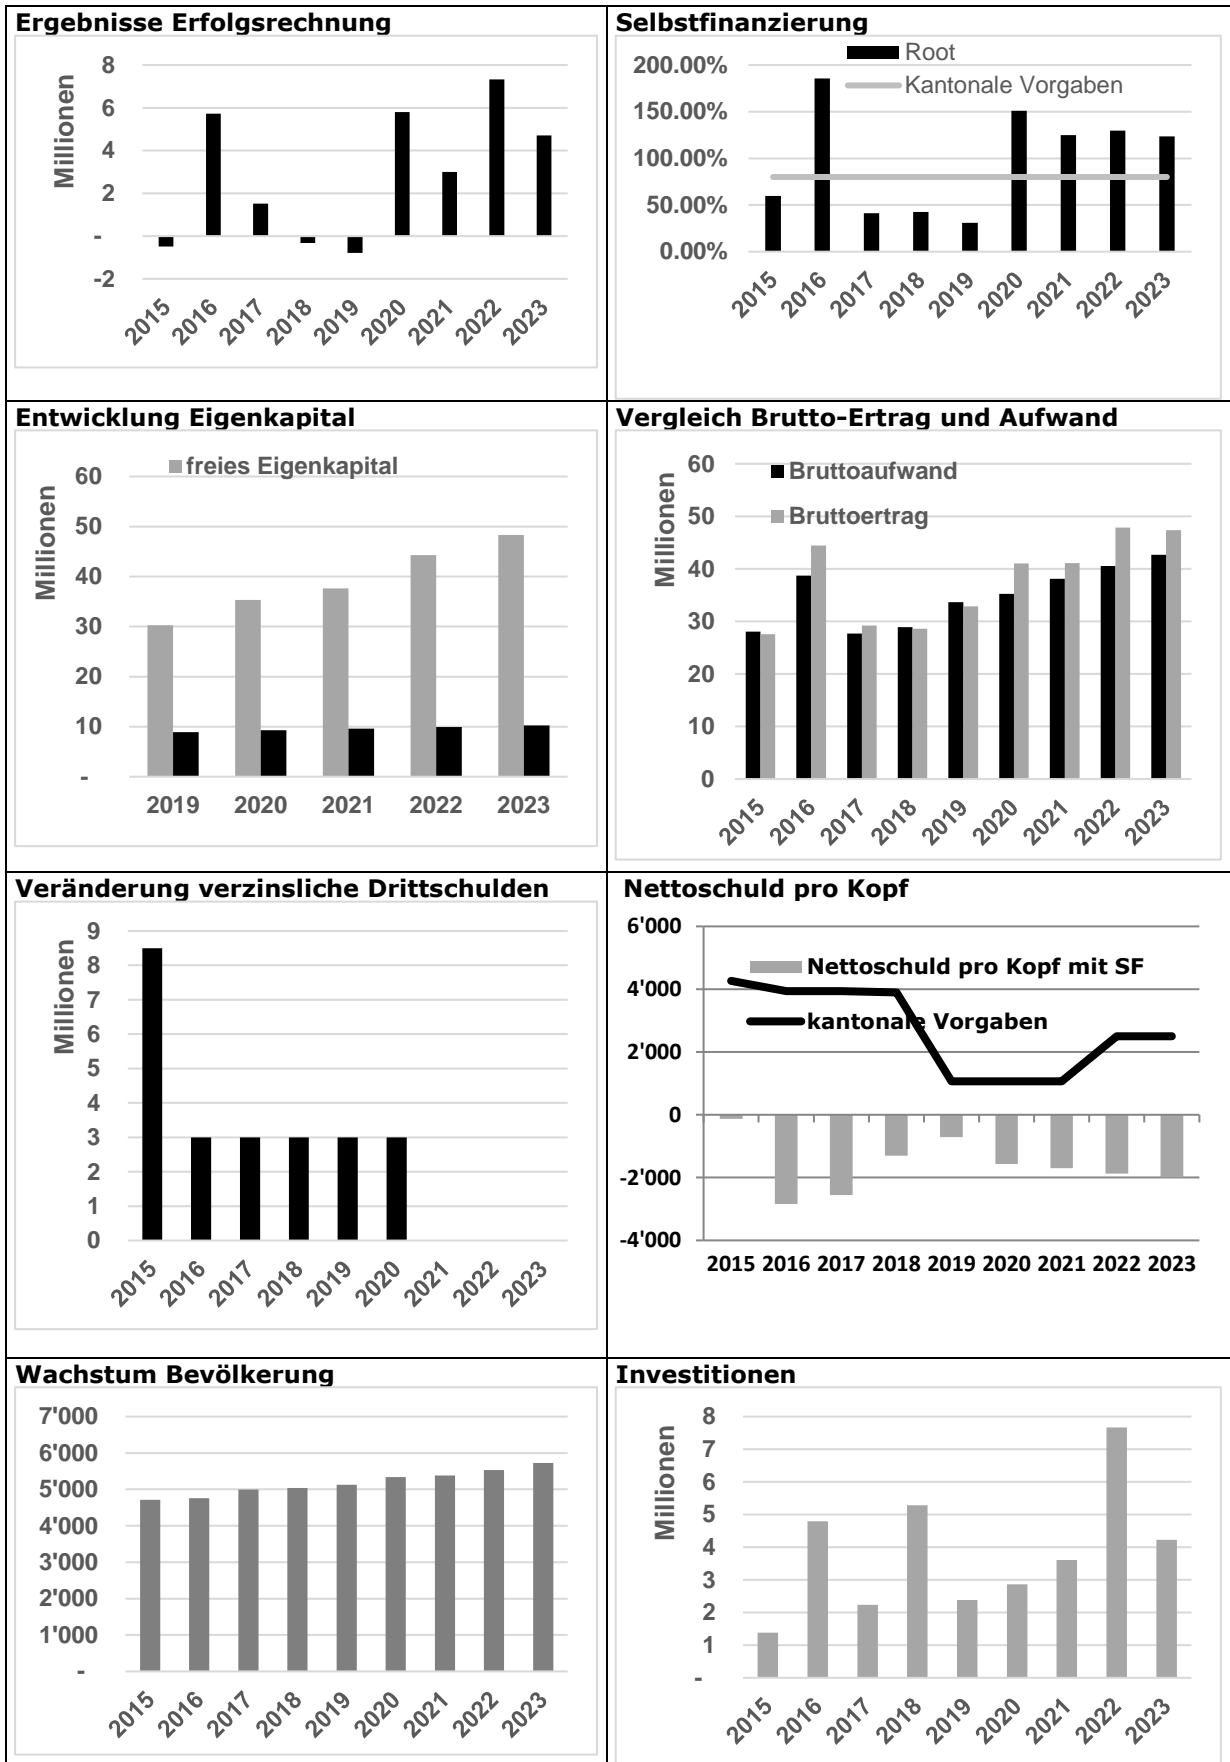 Ergebnisse Erfolgsrechnung
Millionen
8
6
4
2
-
-2
2015 2016 2017 2018 2019 2020 2021 2022 2023
Selbstfinanzierung
Root
Kantonale Vorgaben
200.00%
150.00%
100.00%
50.00%
0.00%
2015 2016 2017 2018 2019 2020 2021 2022 2023
Entwicklung Eigenkapital
freies Eigenkapital
Millionen
60
50
40
30
20
10
-
2019 2020 2021 2022 2023
Vergleich Brutto-Ertrag und Aufwand
Bruttoaufwand
Bruttoertrag
Millionen
60
50
40
30
20
10
0
2015 2016 2017 2018 2019 2020 2021 2022 2023
Veränderung verzinsliche Drittschulden
Millionen
9
8
7
6
5
4
3
2
1
0
2015 2016 2017 2018 2019 2020 2021 2022 2023
Nettoschuld pro Kopf
Nettoschuld pro Kopf mit SF
kantonale Vorgaben
6'000
4'000
2'000
0
-2'000
-4'000
2015 2016 2017 2018 2019 2020 2021 2022 2023
Wachstum Bevölkerung
7'000
6'000
5'000
4'000
3'000
2'000
1'000
-
2015 2016 2017 2018 2019 2020 2021 2022 2023
Investitionen
Millionen
8
7
6
5
4
3
2
1
-
2015 2016 2017 2018 2019 2020 2021 2022 2023